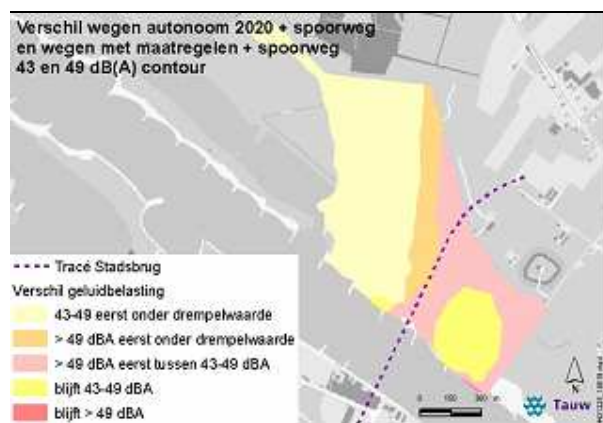 Verschil wegen autonoom 2020 + spoorweg
en wegen met maatregelen + spoorweg
43 en 49 dB(A) contour
Tracé Stadsbrug
Verschil geluidbelasting
43-49 eerst onder drempelwaarde
> 49 dBA eerst onder drempelwaarde
> 49 dBA eerst tussen 43-49 dBA
blijft 43-49 dBA
blijft > 49 dBA
N
Tauw